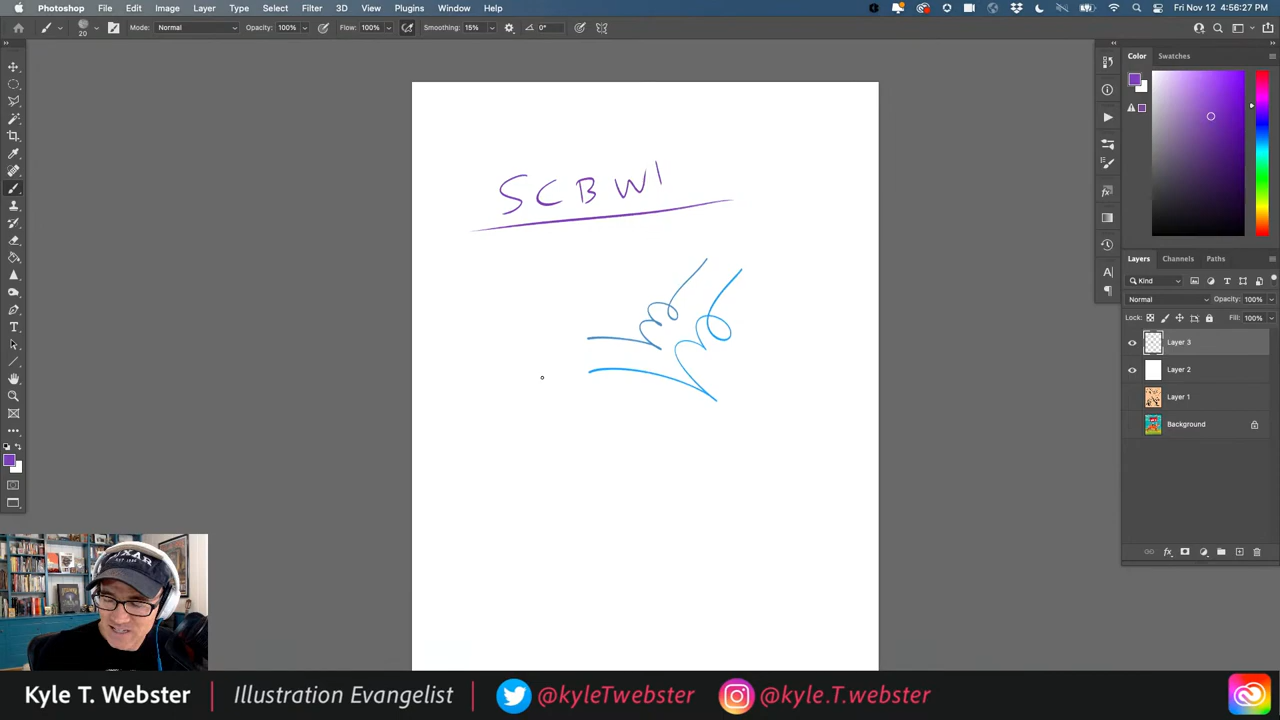 Photoshop File Edit Image Layer Type Select Filter 3D View Plugins Window Help Fri Nov 12 4:56:27 PM
20 Mode: Normal Opacity: 100% Flow: 100% Smoothing: 15% 0°
Color Swatches
SCBWI
Layers Channels Paths
Kind
Normal Opacity: 100%
Lock: Fill: 100%
Layer 3
Layer 2
Layer 1
Background
Kyle T. Webster | Illustration Evangelist @kyleTwebster | @kyle.T.webster